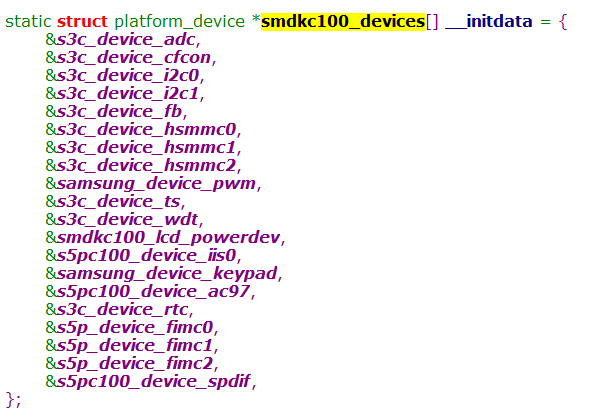 static struct platform_device *smdkc100_devices[] __initdata = {
&s3c_device_adc,
&s3c_device_cfcon,
&s3c_device_i2c0,
&s3c_device_i2c1,
&s3c_device_fb,
&s3c_device_hsmmc0,
&s3c_device_hsmmc1,
&s3c_device_hsmmc2,
&samsung_device_pwm,
&s3c_device_ts,
&s3c_device_wdt,
&smdkc100_lcd_powerdev,
&s5pc100_device_iis0,
&samsung_device_keypad,
&s5pc100_device_ac97,
&s3c_device_rtc,
&s5p_device_fimc0,
&s5p_device_fimc1,
&s5p_device_fimc2,
&s5pc100_device_spdif,
};